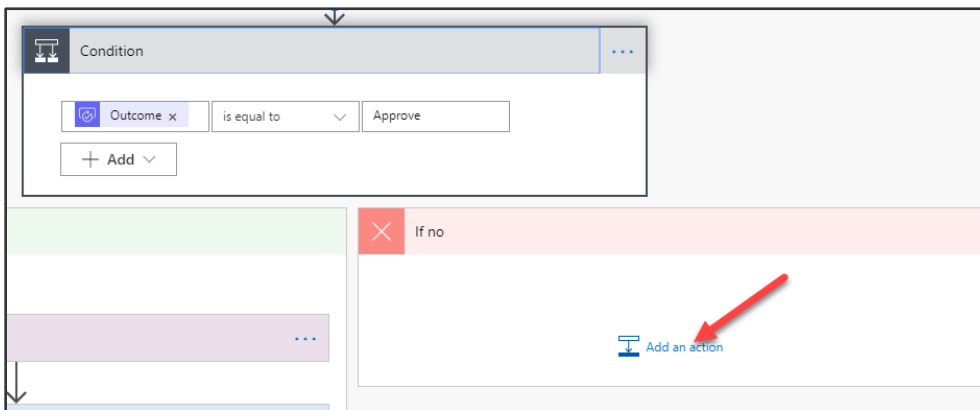 Condition
Outcome x is equal to Approve
Add
If no
Add an action